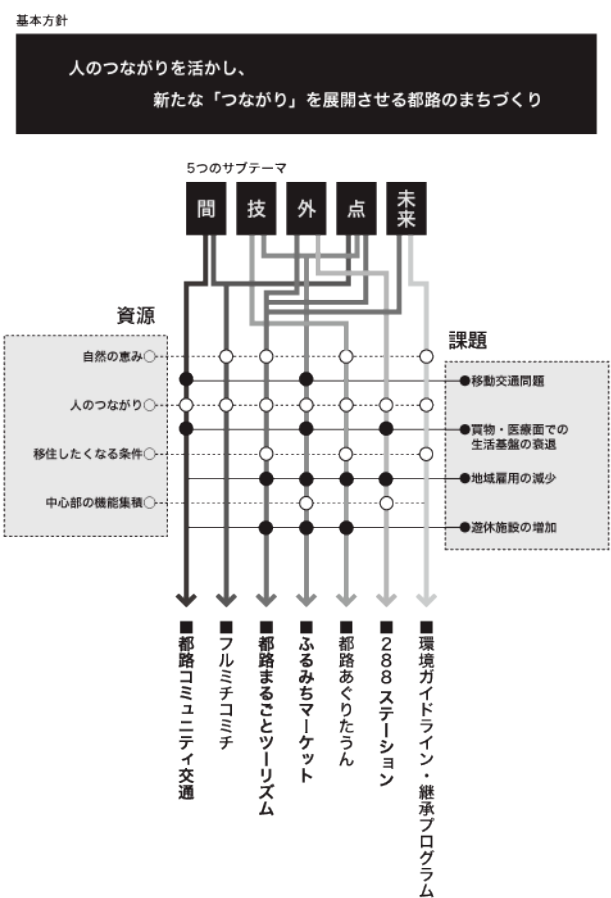 基本方針
人のつながりを活かし、
新たな「つながり」を展開させる都路のまちづくり
5つのサブテーマ
間
技
外
点
未来
資源
自然の恵み
人のつながり
移住したくなる条件
中心部の機能集積
課題
移動交通問題
買物・医療面での
生活基盤の衰退
地域雇用の減少
遊休施設の増加
■都路コミュニティ交通
■フルミチコミチ
■都路まるごとツーリズム
■ふるみちマーケット
■都路あぐりたうん
■288ステーション
■環境ガイドライン・継承プログラム